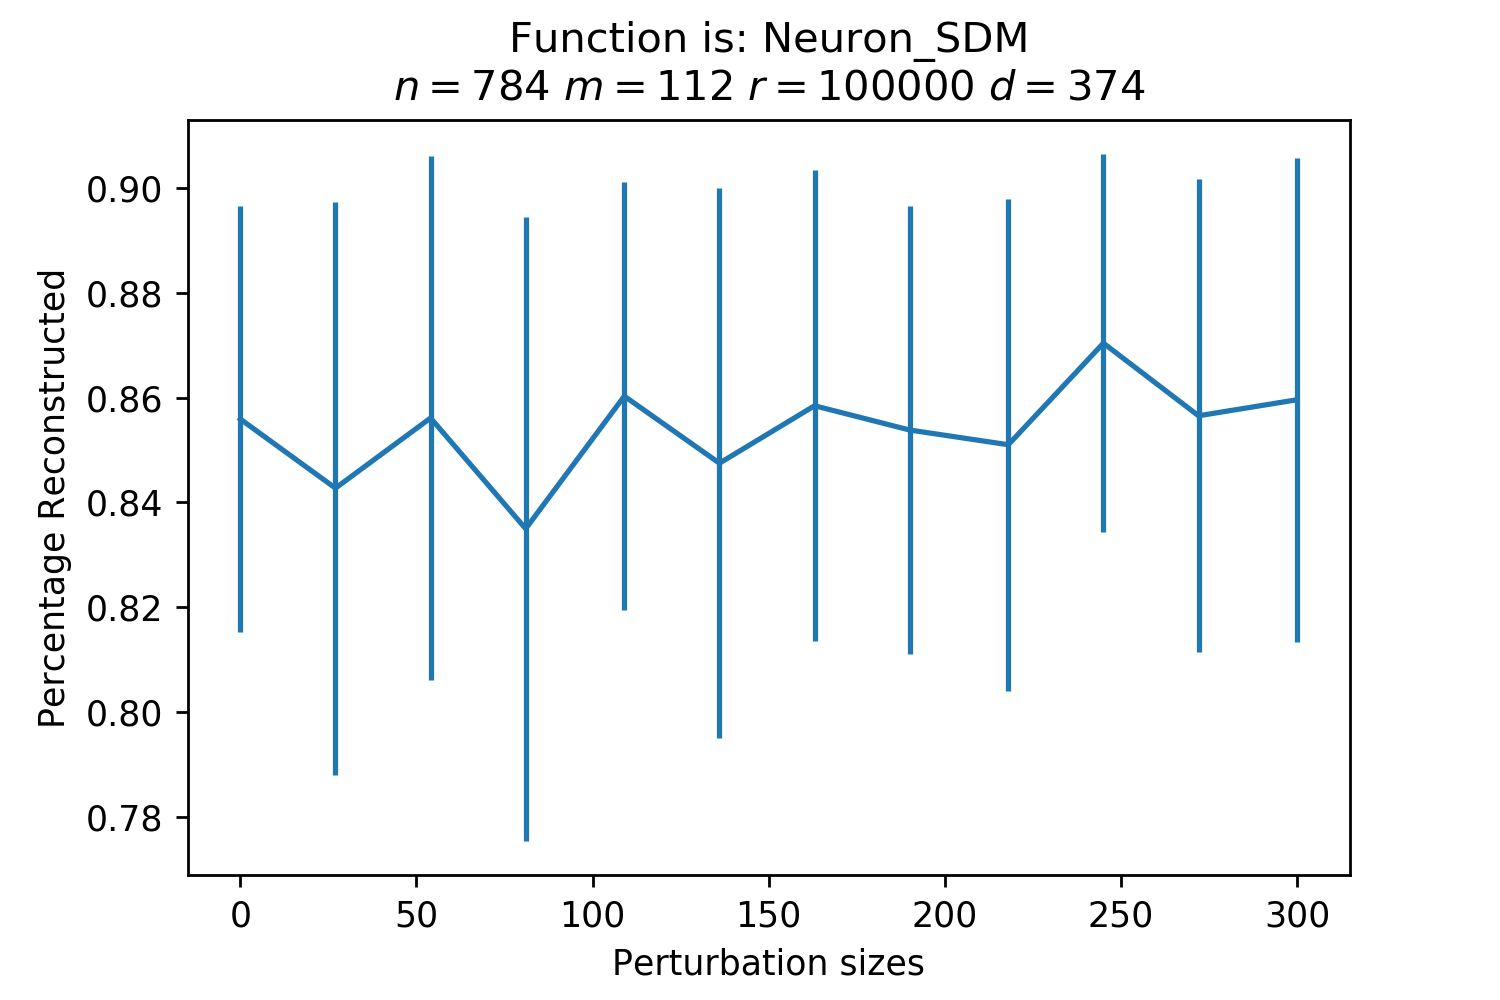 Function is: Neuron_SDM
n = 784 m = 112 r = 100000 d = 374
Percentage Reconstructed
0.90
0.88
0.86
0.84
0.82
0.80
0.78
0 50 100 150 200 250 300
Perturbation sizes